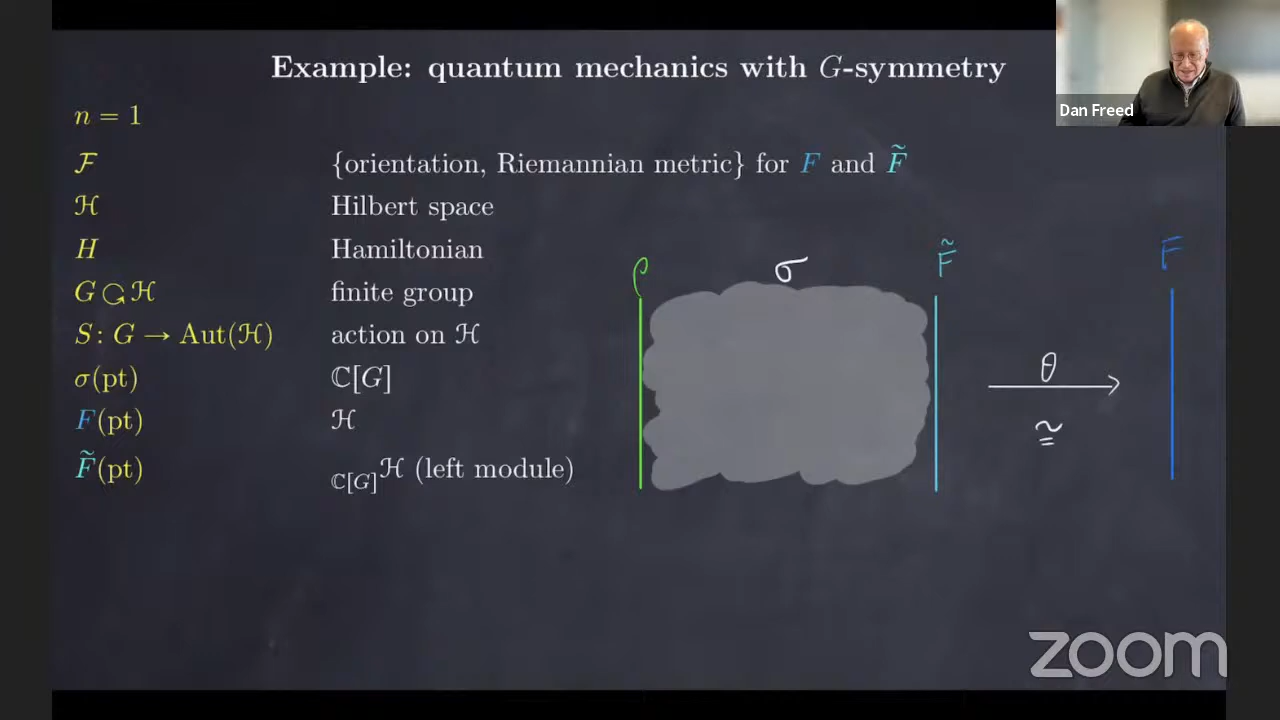 Example: quantum mechanics with G-symmetry
Dan Freed
n = 1
ℱ {orientation, Riemannian metric} for F and F̃
ℋ Hilbert space
H Hamiltonian
G ⟳ ℋ finite group
S: G → Aut(ℋ) action on ℋ
σ(pt) ℂ[G]
F(pt) ℋ
F̃(pt) ℂ[G]ℋ (left module)
ρ σ F̃ F
θ
≅
zoom